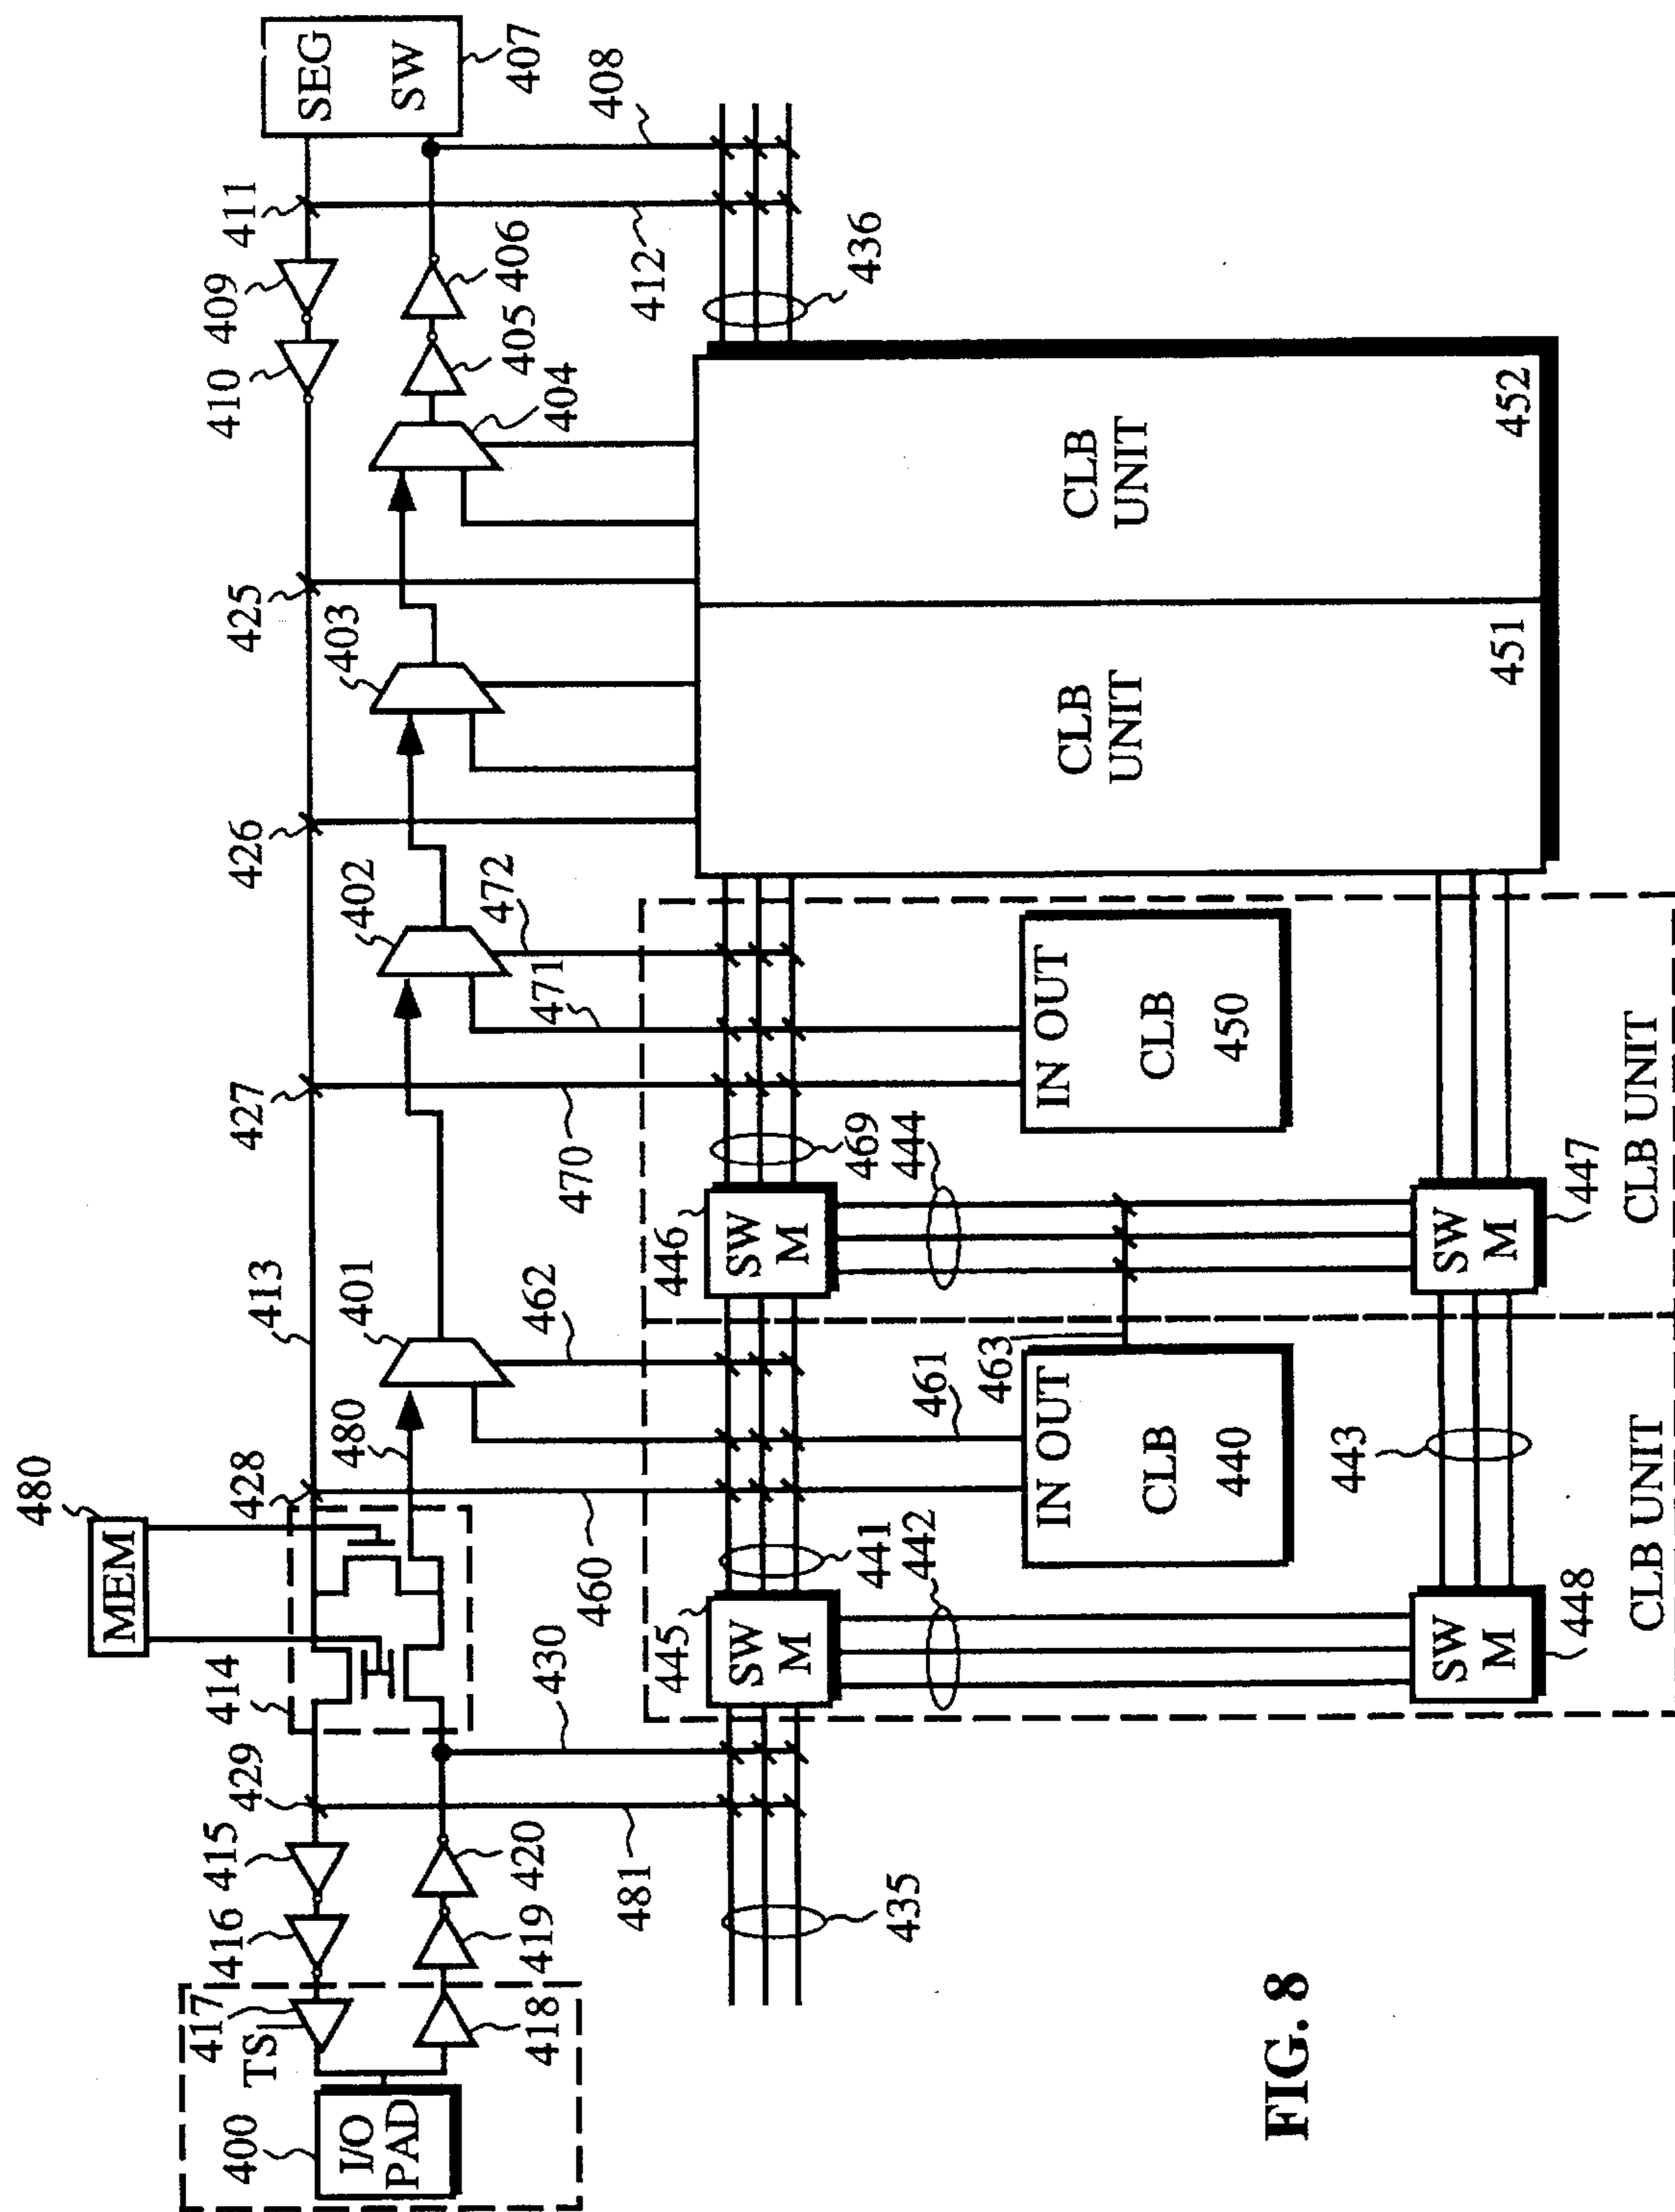 400
I/O
PAD
417
TS
418
416
415
419
420
429
481
435
414
430
MEM
480
428
480
413
401
462
460
461
463
445
SW
M
441
442
IN OUT
CLB
440
443
448
SW
M
CLB UNIT
427
470
402
472
471
446
SW
M
469
444
IN OUT
CLB
450
447
SW
M
CLB UNIT
426
403
425
CLB
UNIT
451
CLB
UNIT
452
404
405
406
410
409
411
412
436
408
SEG
SW
407
FIG. 8